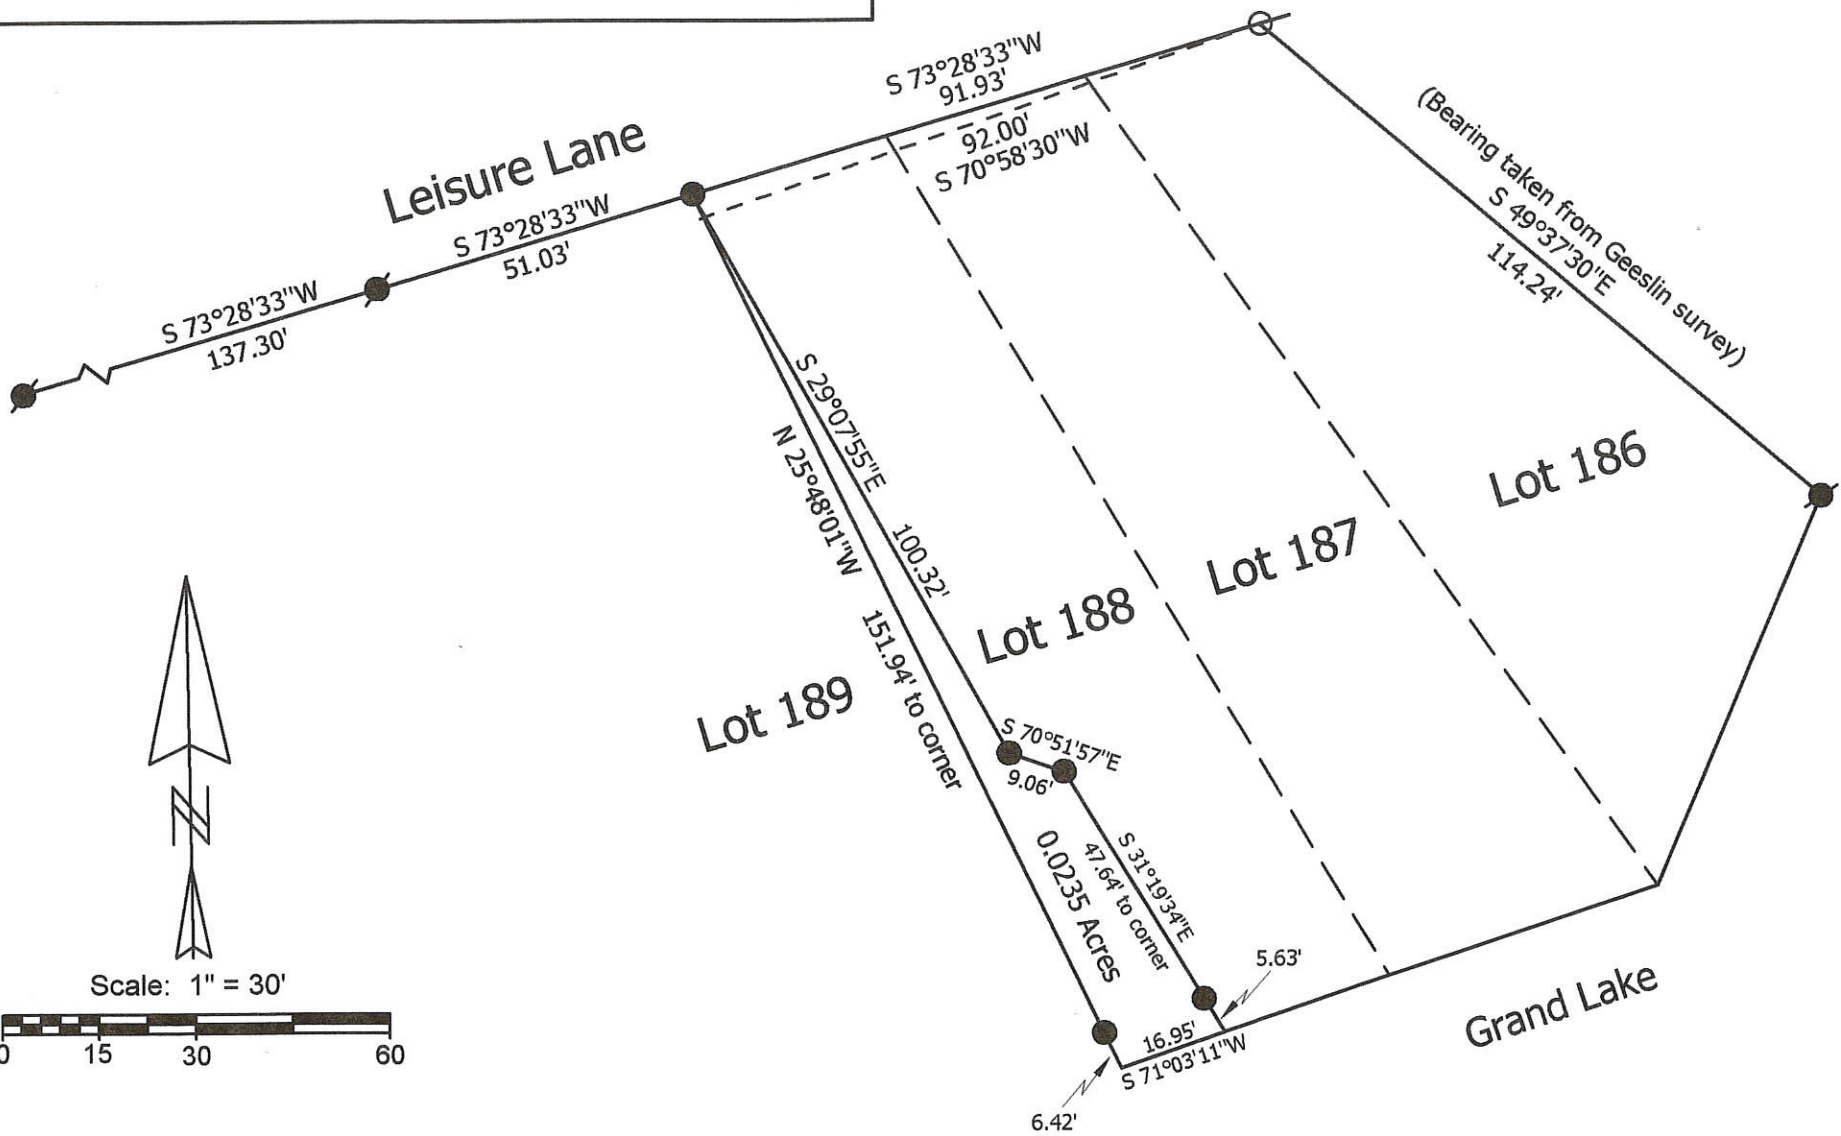 S 73°28'33"W
91.93'
92.00'
S 70°58'30"W
Leisure Lane
S 73°28'33"W
51.03'
S 73°28'33"W
137.30'
(Bearing taken from Geeslin survey)
S 49°37'30"E
114.24'
S 29°07'55"E
100.32'
N 25°48'01"W
151.94' to corner
Lot 186
Lot 187
Lot 188
Lot 189
S 70°51'57"E
9.06'
S 31°19'34"E
47.64' to corner
0.0235 Acres
5.63'
16.95'
S 71°03'11"W
6.42'
Grand Lake
N
Scale: 1" = 30'
0 15 30 60